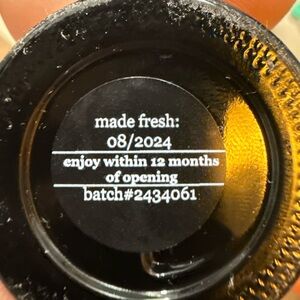 made fresh:
08/2024
enjoy within 12 months
of opening
batch#2434061